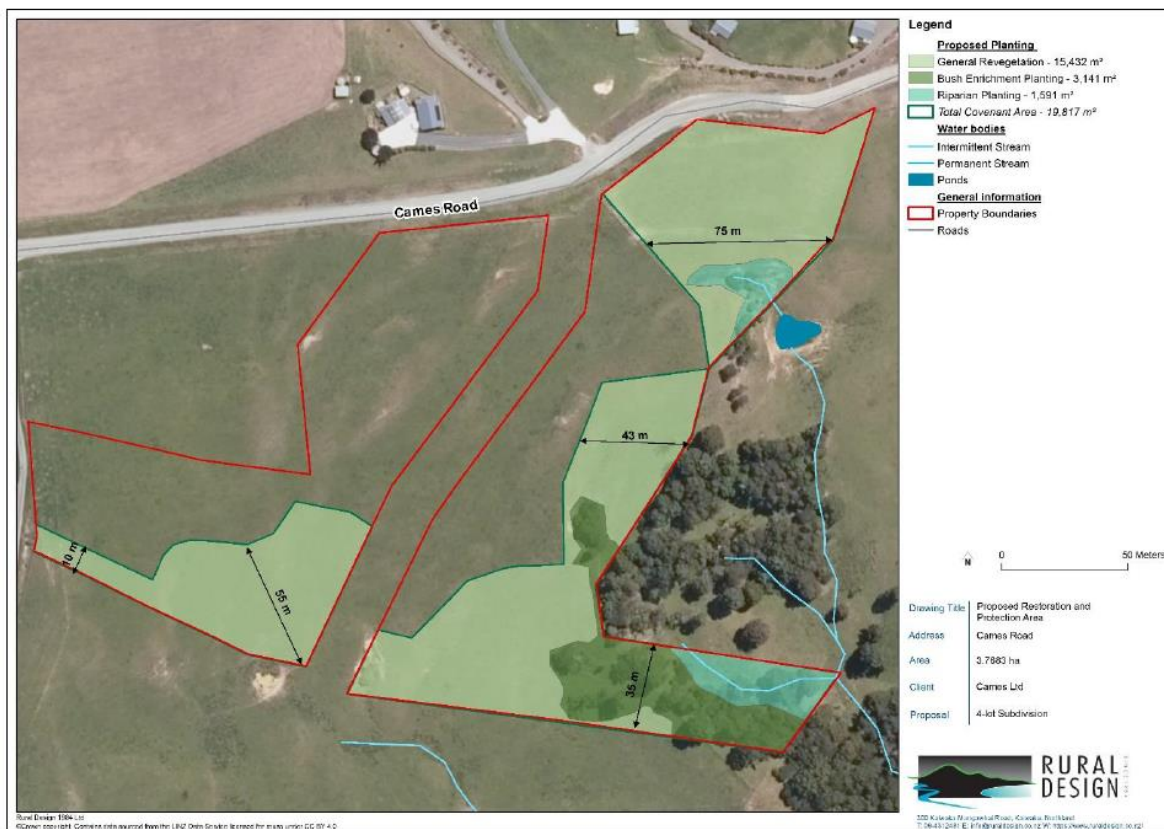 Cames Road
75 m
43 m
10 m
55 m
35 m
Legend
Proposed Planting
General Revegetation - 15,432 m²
Bush Enrichment Planting - 3,141 m²
Riparian Planting - 1,591 m²
Total Covenant Area - 19,817 m²
Water bodies
Intermittent Stream
Permanent Stream
Ponds
General information
Property Boundaries
Roads
N
0 50 Meters
Drawing Title Proposed Restoration and
Protection Area
Address Cames Road
Area 3.7683 ha
Client Cames Ltd
Proposal 4-lot Subdivision
RURAL
DESIGN
Rural Design 1984 Ltd